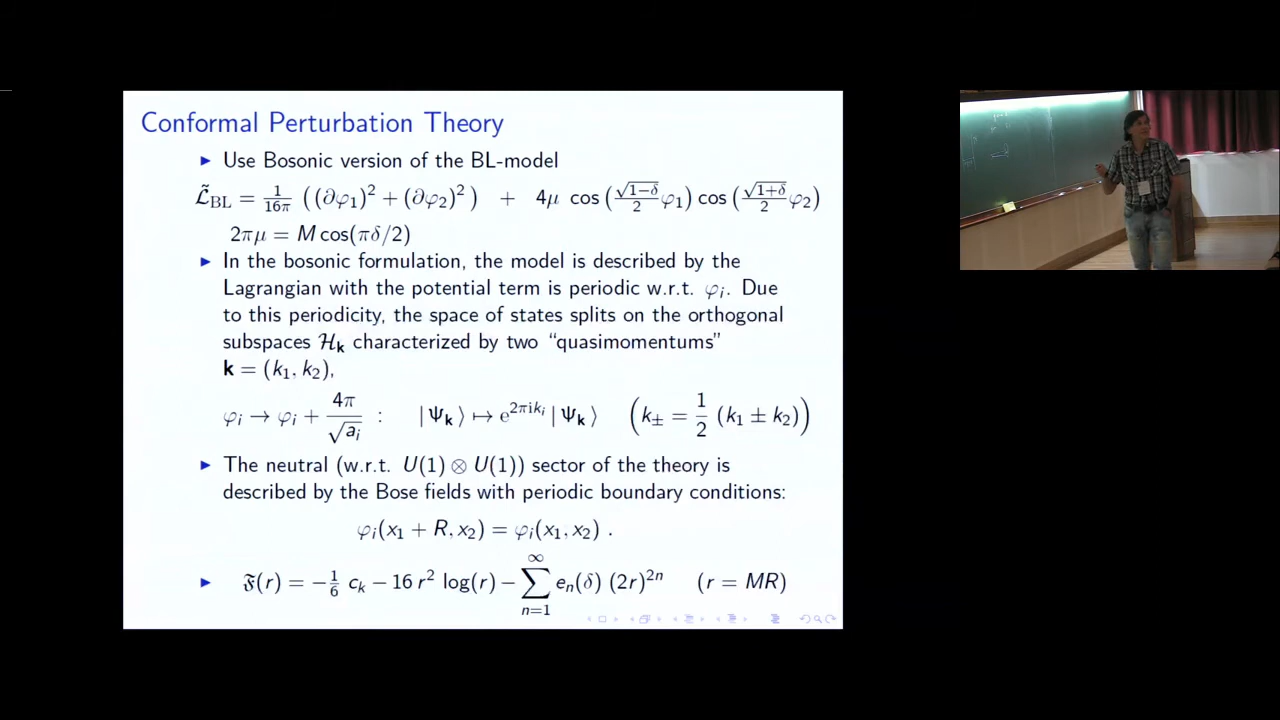 Conformal Perturbation Theory
▶ Use Bosonic version of the BL-model
$\tilde{\mathcal{L}}_{\mathrm{BL}} = \frac{1}{16\pi} \left( (\partial\varphi_1)^2 + (\partial\varphi_2)^2 \right) + 4\mu \cos\left(\frac{\sqrt{1-\delta}}{2}\varphi_1\right) \cos\left(\frac{\sqrt{1+\delta}}{2}\varphi_2\right)$
$2\pi\mu = M\cos(\pi\delta/2)$
▶ In the bosonic formulation, the model is described by the
Lagrangian with the potential term is periodic w.r.t. $\varphi_i$. Due
to this periodicity, the space of states splits on the orthogonal
subspaces $\mathcal{H}_{\mathbf{k}}$ characterized by two “quasimomentums”
$\mathbf{k} = (k_1, k_2)$,
$\varphi_i \to \varphi_i + \frac{4\pi}{\sqrt{a_i}} : \quad |\Psi_{\mathbf{k}}\rangle \mapsto \mathrm{e}^{2\pi \mathrm{i} k_i} |\Psi_{\mathbf{k}}\rangle \quad \left( k_\pm = \frac{1}{2} (k_1 \pm k_2) \right)$
▶ The neutral (w.r.t. $U(1) \otimes U(1)$) sector of the theory is
described by the Bose fields with periodic boundary conditions:
$\varphi_i(x_1 + R, x_2) = \varphi_i(x_1, x_2)$ .
▶ $\mathfrak{F}(r) = -\frac{1}{6} c_k - 16 r^2 \log(r) - \sum_{n=1}^{\infty} e_n(\delta) (2r)^{2n} \quad (r = MR)$